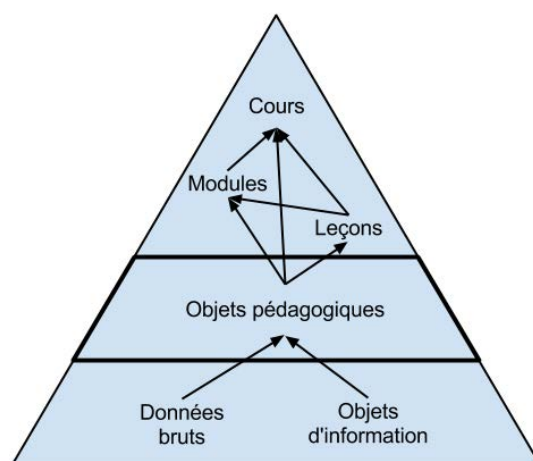 Cours
Modules
Leçons
Objets pédagogiques
Données
bruts
Objets
d'information